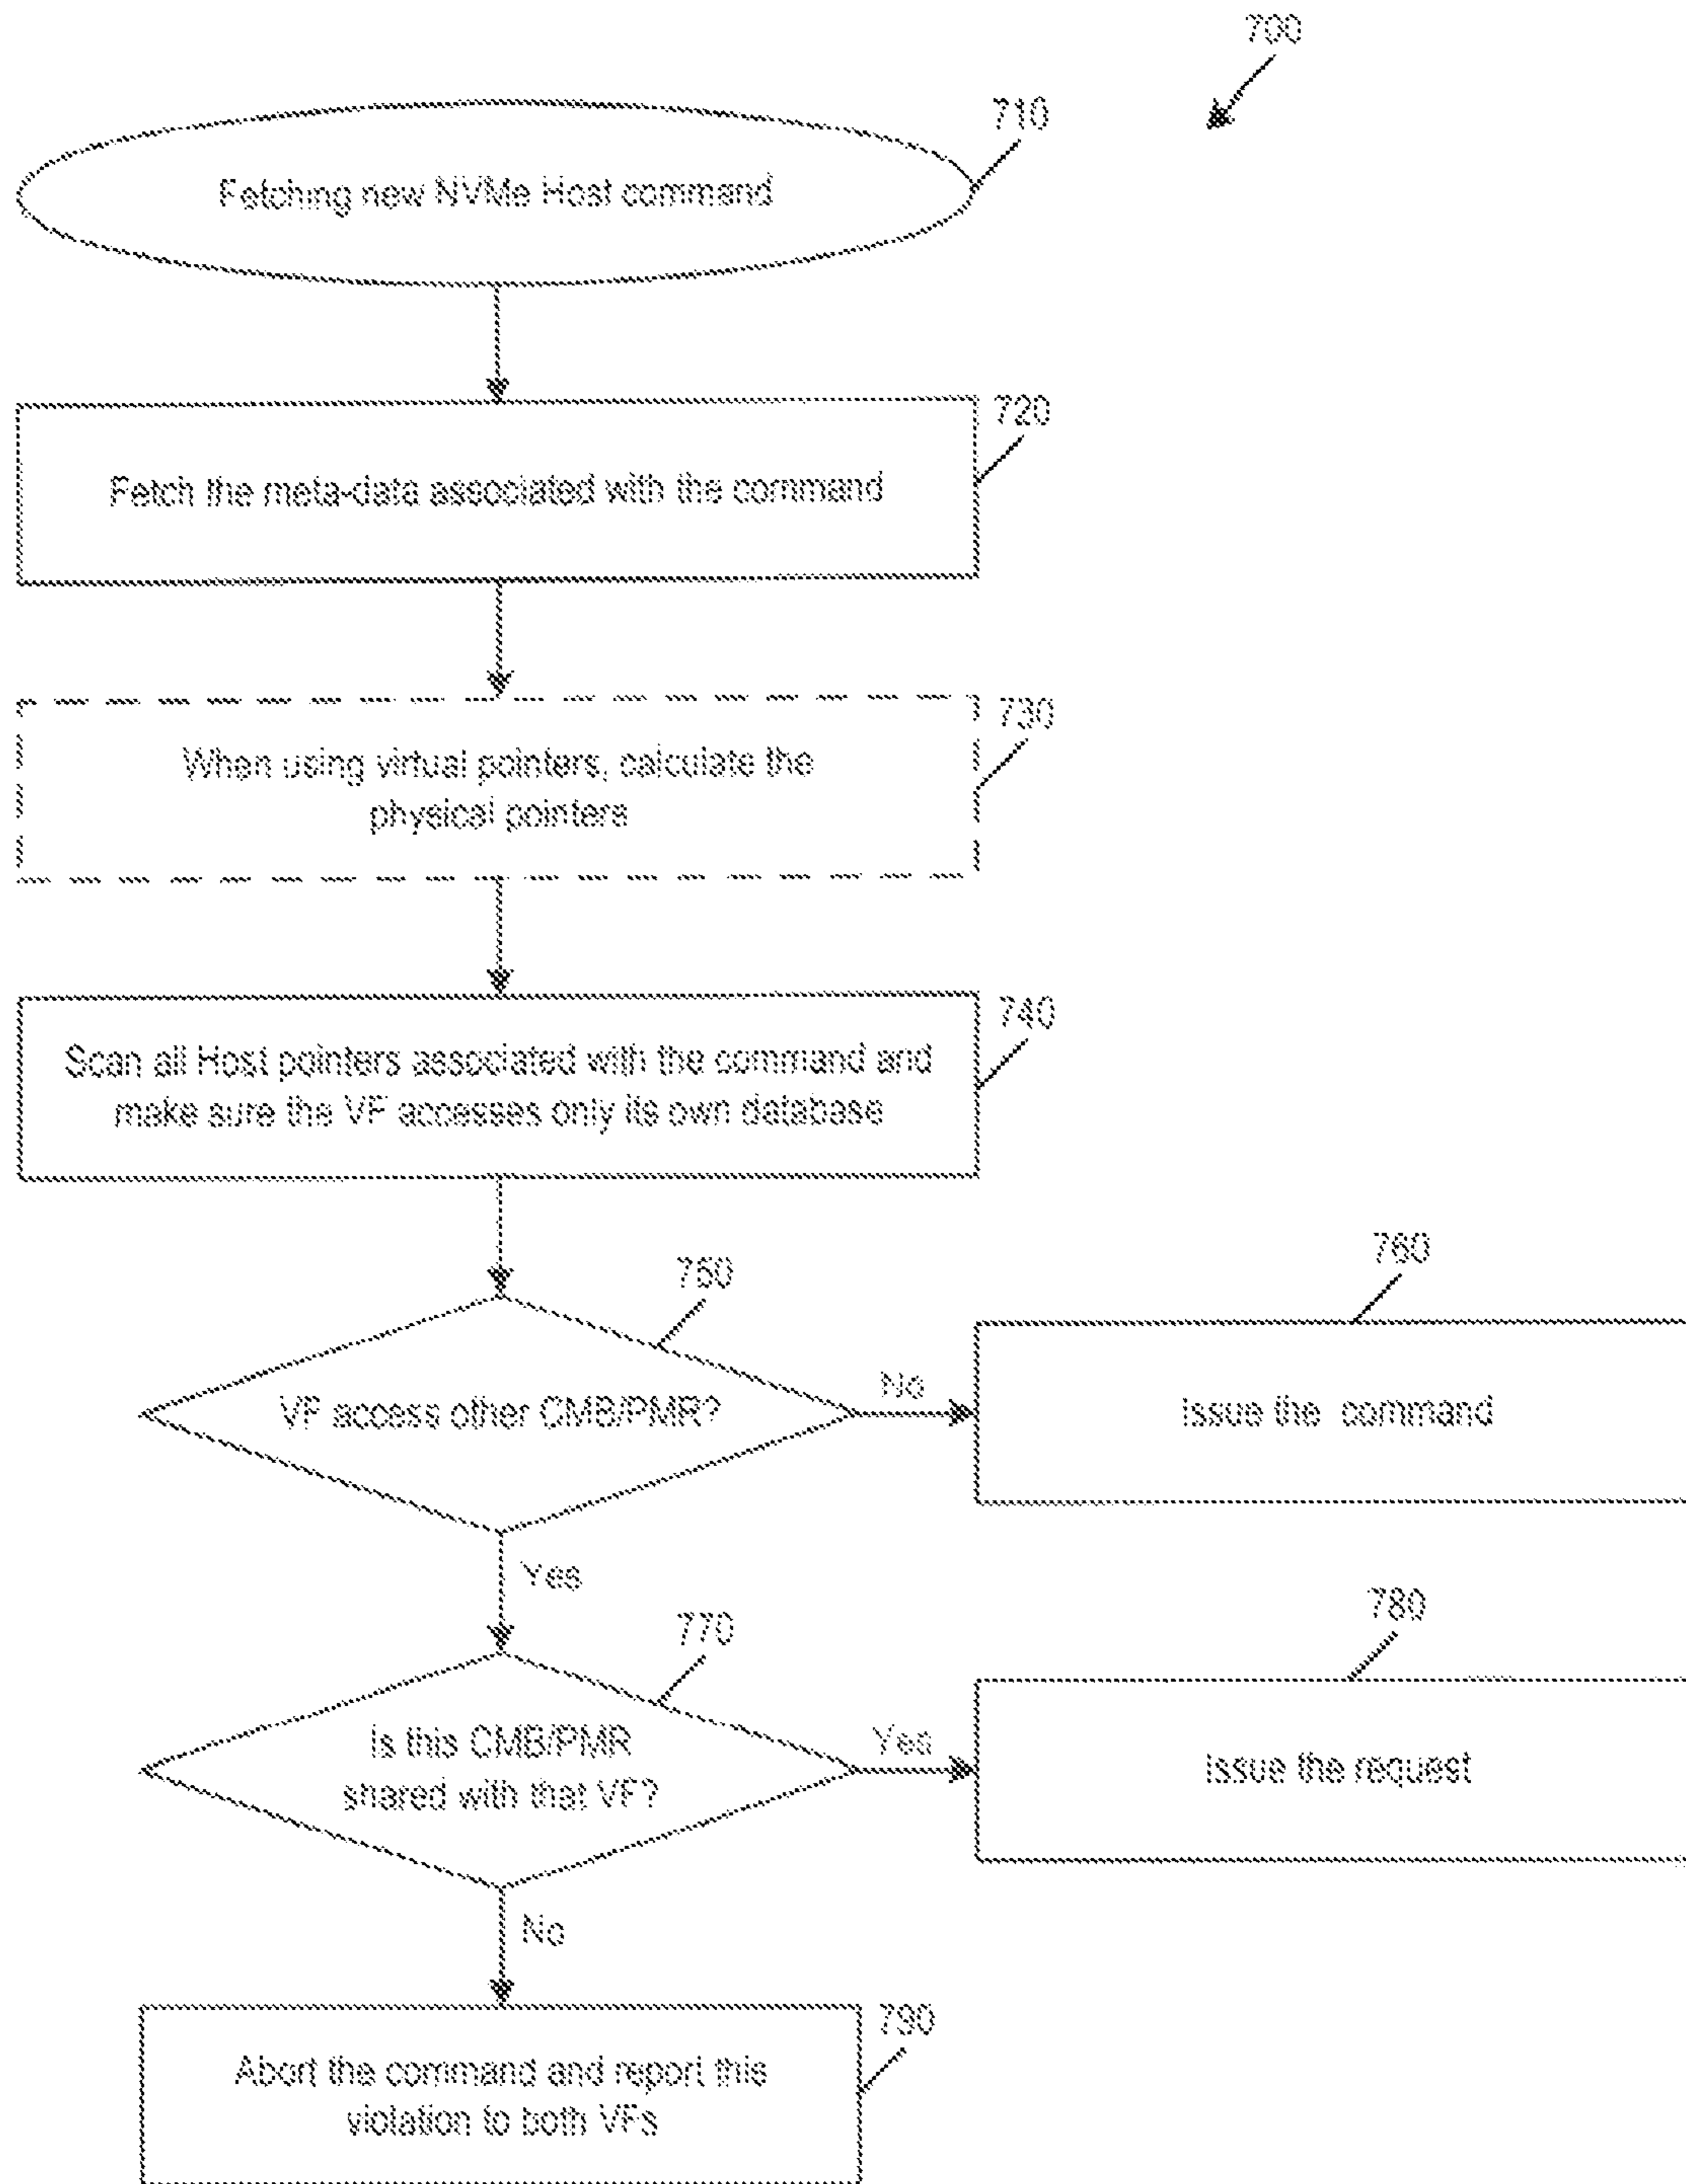 700
710
Fetching new NVMe Host command
720
Fetch the meta-data associated with the command
730
When using virtual pointers, calculate the
physical pointers
740
Scan all Host pointers associated with the command and
make sure the VF accesses only its own database
750
VF access other CMB/PMR?
No
760
Issue the command
Yes
770
Is this CMB/PMR
shared with that VF?
Yes
780
Issue the request
No
790
Abort the command and report this
violation to both VFs